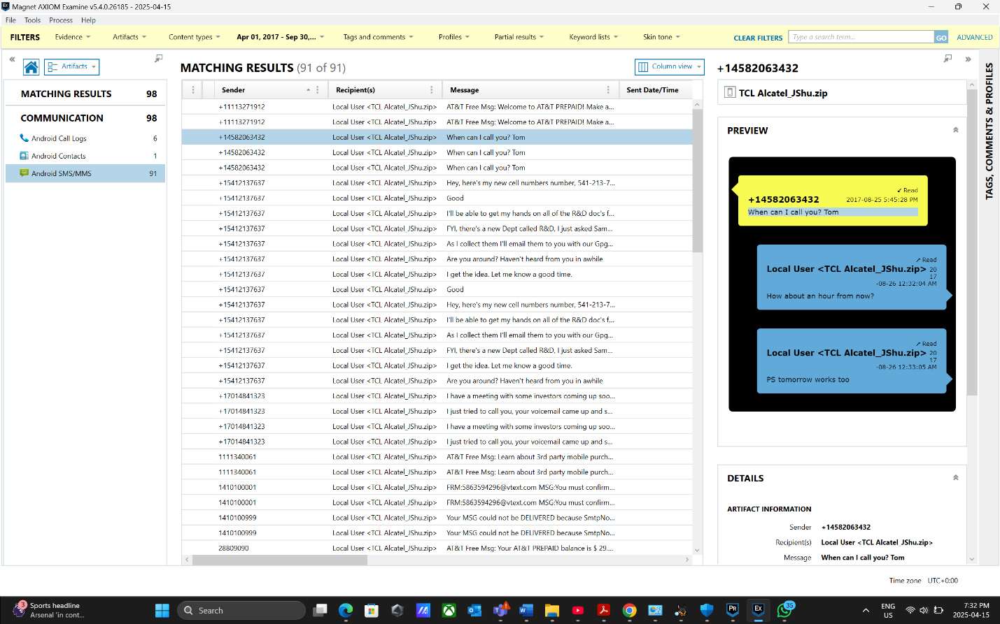 Magnet AXIOM Examine v5.4.0.26185 - 2025-04-15
File Tools Process Help
FILTERS Evidence Artifacts Content types Apr 01, 2017 - Sep 30,... Tags and comments Profiles Partial results Keyword lists Skin tone CLEAR FILTERS Type a search term... GO ADVANCED
Artifacts
MATCHING RESULTS 98
COMMUNICATION 98
Android Call Logs 6
Android Contacts 1
Android SMS/MMS 91
MATCHING RESULTS (91 of 91) Column view
Sender Recipient(s) Message Sent Date/Time
+11113271912 Local User <TCL Alcatel_JShu.zip> AT&T Free Msg: Welcome to AT&T PREPAID! Make a...
+11113271912 Local User <TCL Alcatel_JShu.zip> AT&T Free Msg: Welcome to AT&T PREPAID! Make a...
+14582063432 Local User <TCL Alcatel_JShu.zip> When can I call you? Tom
+14582063432 Local User <TCL Alcatel_JShu.zip> When can I call you? Tom
+14582063432 Local User <TCL Alcatel_JShu.zip> When can I call you? Tom
+15412137637 Local User <TCL Alcatel_JShu.zip> Hey, here's my new cell numbers number, 541-213-7...
+15412137637 Local User <TCL Alcatel_JShu.zip> Good
+15412137637 Local User <TCL Alcatel_JShu.zip> I'll be able to get my hands on all of the R&D doc's f...
+15412137637 Local User <TCL Alcatel_JShu.zip> FYI, there's a new Dept called R&D, I just asked Sam...
+15412137637 Local User <TCL Alcatel_JShu.zip> As I collect them I'll email them to you with our Gpg...
+15412137637 Local User <TCL Alcatel_JShu.zip> Are you around? Haven't heard from you in awhile
+15412137637 Local User <TCL Alcatel_JShu.zip> I get the idea. Let me know a good time.
+15412137637 Local User <TCL Alcatel_JShu.zip> Good
+15412137637 Local User <TCL Alcatel_JShu.zip> Hey, here's my new cell numbers number, 541-213-7...
+15412137637 Local User <TCL Alcatel_JShu.zip> I'll be able to get my hands on all of the R&D doc's f...
+15412137637 Local User <TCL Alcatel_JShu.zip> As I collect them I'll email them to you with our Gpg...
+15412137637 Local User <TCL Alcatel_JShu.zip> FYI, there's a new Dept called R&D, I just asked Sam...
+15412137637 Local User <TCL Alcatel_JShu.zip> I get the idea. Let me know a good time.
+15412137637 Local User <TCL Alcatel_JShu.zip> Are you around? Haven't heard from you in awhile
+17014841323 Local User <TCL Alcatel_JShu.zip> I have a meeting with some investors coming up soo...
+17014841323 Local User <TCL Alcatel_JShu.zip> I just tried to call you, your voicemail came up and s...
+17014841323 Local User <TCL Alcatel_JShu.zip> I have a meeting with some investors coming up soo...
+17014841323 Local User <TCL Alcatel_JShu.zip> I just tried to call you, your voicemail came up and s...
1111340061 Local User <TCL Alcatel_JShu.zip> AT&T Free Msg: Learn about 3rd party mobile purch...
1111340061 Local User <TCL Alcatel_JShu.zip> AT&T Free Msg: Learn about 3rd party mobile purch...
1410100001 Local User <TCL Alcatel_JShu.zip> FRM:5863594296@vtext.com MSG:You must confirm...
1410100001 Local User <TCL Alcatel_JShu.zip> FRM:5863594296@vtext.com MSG:You must confirm...
1410100999 Local User <TCL Alcatel_JShu.zip> Your MSG could not be DELIVERED because SmtpNo...
1410100999 Local User <TCL Alcatel_JShu.zip> Your MSG could not be DELIVERED because SmtpNo...
28809090 Local User <TCL Alcatel_JShu.zip> AT&T Free Msg: Your AT&T PREPAID balance is $ 29....
+14582063432
TCL Alcatel_JShu.zip
PREVIEW
Read
+14582063432 2017-08-25 5:45:28 PM
When can I call you? Tom
Read
Local User <TCL Alcatel_JShu.zip> 20
17
-08-26 12:32:04 AM
How about an hour from now?
Read
Local User <TCL Alcatel_JShu.zip> 20
17
-08-26 12:33:05 AM
PS tomorrow works too
DETAILS
ARTIFACT INFORMATION
Sender +14582063432
Recipient(s) Local User <TCL Alcatel_JShu.zip>
Message When can I call you? Tom
TAGS, COMMENTS & PROFILES
Time zone UTC+0:00
3 Sports headline
Arsenal 'in cont...
Search
35
ENG
US
7:32 PM
2025-04-15